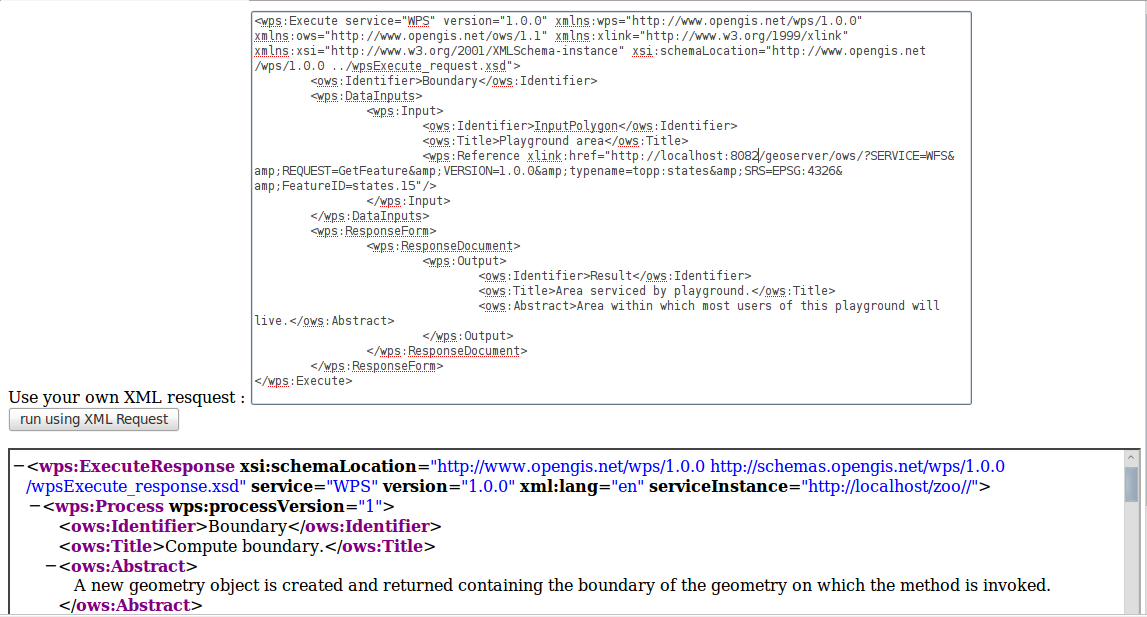 <wps:Execute service="WPS" version="1.0.0" xmlns:wps="http://www.opengis.net/wps/1.0.0"
xmlns:ows="http://www.opengis.net/ows/1.1" xmlns:xlink="http://www.w3.org/1999/xlink"
xmlns:xsi="http://www.w3.org/2001/XMLSchema-instance" xsi:schemaLocation="http://www.opengis.net
/wps/1.0.0 ../wpsExecute_request.xsd">
<ows:Identifier>Boundary</ows:Identifier>
<wps:DataInputs>
<wps:Input>
<ows:Identifier>InputPolygon</ows:Identifier>
<ows:Title>Playground area</ows:Title>
<wps:Reference xlink:href="http://localhost:8082/geoserver/ows/?SERVICE=WFS&
amp;REQUEST=GetFeature&amp;VERSION=1.0.0&amp;typename=topp:states&amp;SRS=EPSG:4326&
amp;FeatureID=states.15"/>
</wps:Input>
</wps:DataInputs>
<wps:ResponseForm>
<wps:ResponseDocument>
<wps:Output>
<ows:Identifier>Result</ows:Identifier>
<ows:Title>Area serviced by playground.</ows:Title>
<ows:Abstract>Area within which most users of this playground will
live.</ows:Abstract>
</wps:Output>
</wps:ResponseDocument>
</wps:ResponseForm>
</wps:Execute>
Use your own XML resquest :
run using XML Request
−<wps:ExecuteResponse xsi:schemaLocation="http://www.opengis.net/wps/1.0.0 http://schemas.opengis.net/wps/1.0.0
/wpsExecute_response.xsd" service="WPS" version="1.0.0" xml:lang="en" serviceInstance="http://localhost/zoo//">
−<wps:Process wps:processVersion="1">
<ows:Identifier>Boundary</ows:Identifier>
<ows:Title>Compute boundary.</ows:Title>
−<ows:Abstract>
A new geometry object is created and returned containing the boundary of the geometry on which the method is invoked.
</ows:Abstract>